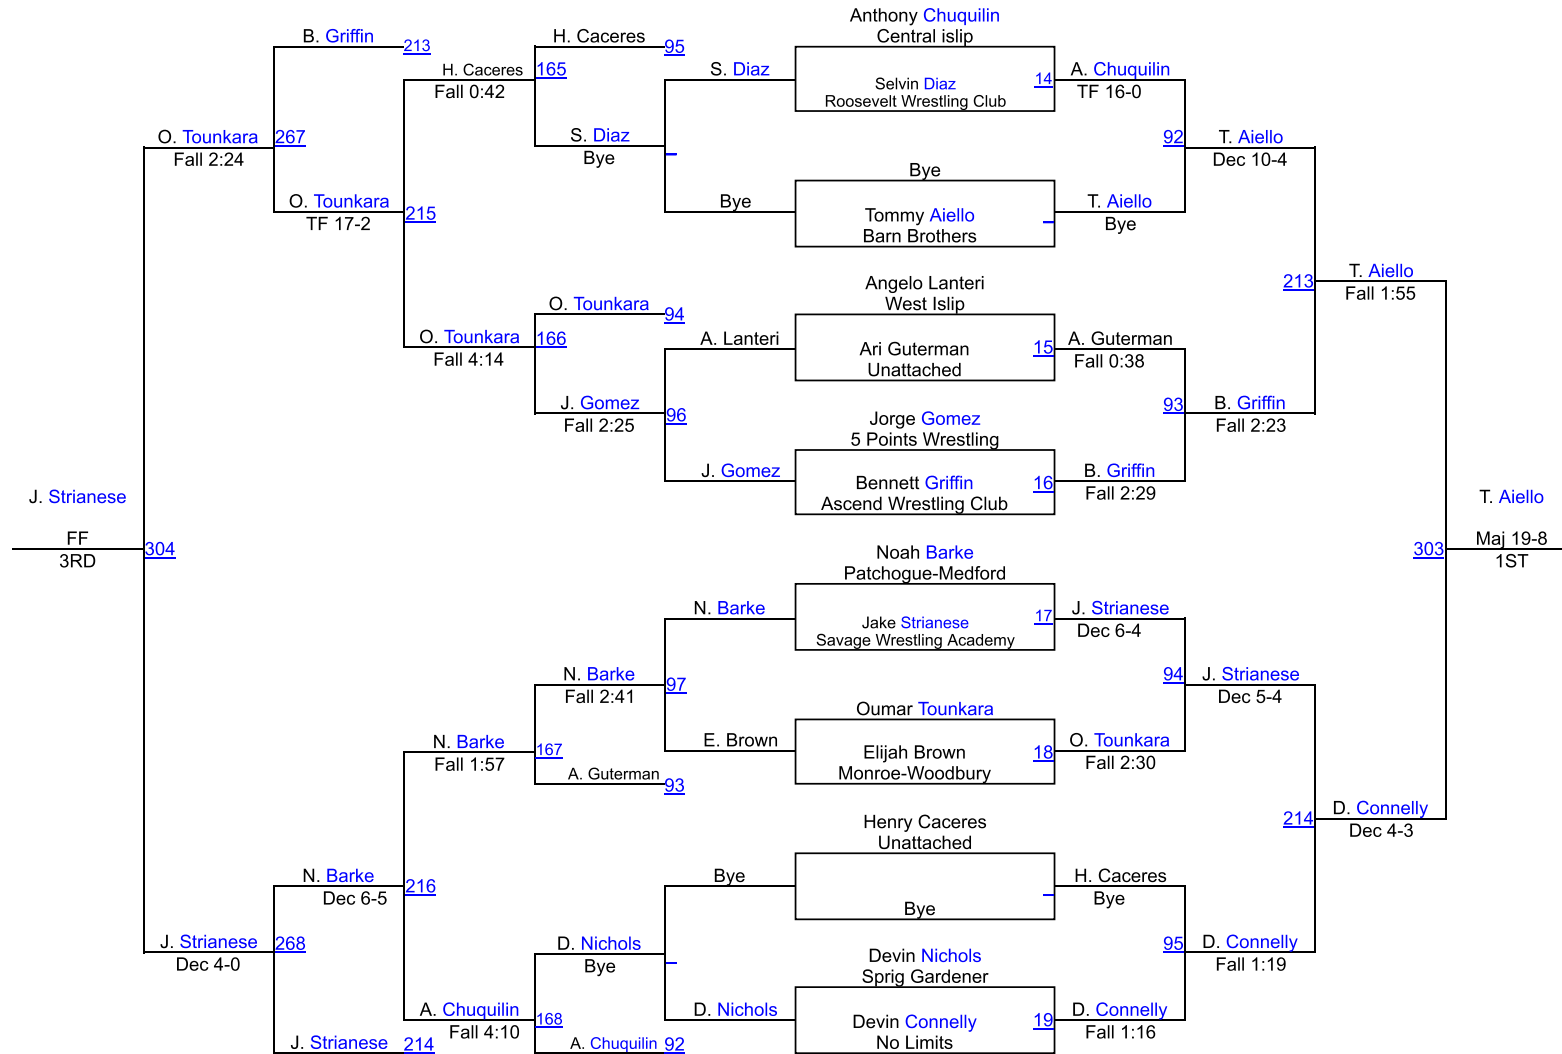 Anthony Chuquilin
B. Griffin
213
H. Caceres
95
Central islip
H. Caceres
165
S. Diaz
Selvin Diaz
14
A. Chuquilin
Fall 0:42
Roosevelt Wrestling Club
TF 16-0
O. Tounkara
267
S. Diaz
92
T. Aiello
Fall 2:24
Bye
Dec 10-4
Bye
O. Tounkara
215
Bye
Tommy Aiello
T. Aiello
TF 17-2
Barn Brothers
Bye
Angelo Lanteri
213
T. Aiello
O. Tounkara
94
West Islip
Fall 1:55
O. Tounkara
166
A. Lanteri
Ari Guterman
15
A. Guterman
Fall 4:14
Unattached
Fall 0:38
J. Gomez
96
Jorge Gomez
93
B. Griffin
Fall 2:25
5 Points Wrestling
Fall 2:23
J. Gomez
Bennett Griffin
16
B. Griffin
Ascend Wrestling Club
Fall 2:29
J. Strianese
T. Aiello
FF
304
303
Maj 19-8
3RD
1ST
Noah Barke
Patchogue-Medford
N. Barke
Jake Strianese
17
J. Strianese
Savage Wrestling Academy
Dec 6-4
N. Barke
97
94
J. Strianese
Fall 2:41
Dec 5-4
Oumar Tounkara
N. Barke
167
E. Brown
Elijah Brown
18
O. Tounkara
Fall 1:57
Monroe-Woodbury
Fall 2:30
A. Guterman
93
Henry Caceres
214
D. Connelly
Unattached
Dec 4-3
N. Barke
216
Bye
H. Caceres
Dec 6-5
Bye
Bye
J. Strianese
268
D. Nichols
95
D. Connelly
Dec 4-0
Bye
Devin Nichols
Fall 1:19
Sprig Gardener
A. Chuquilin
168
D. Nichols
Devin Connelly
19
D. Connelly
Fall 4:10
No Limits
Fall 1:16
J. Strianese
214
A. Chuquilin
92